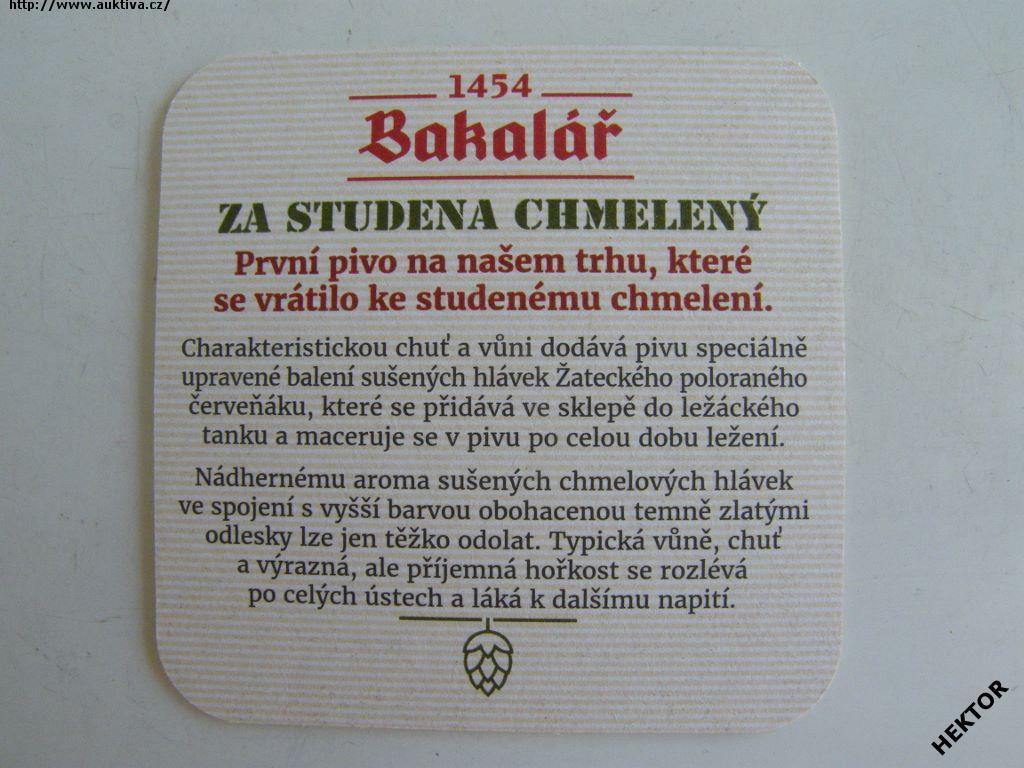 http://www.auktiva.cz/
1454
Bakalář
ZA STUDENA CHMELENÝ
První pivo na našem trhu, které
se vrátilo ke studenému chmelení.
Charakteristickou chuť a vůni dodává pivu speciálně
upravené balení sušených hlávek Žateckého poloraného
červeňáku, které se přidává ve sklepě do ležáckého
tanku a maceruje se v pivu po celou dobu ležení.
Nádhernému aroma sušených chmelových hlávek
ve spojení s vyšší barvou obohacenou temně zlatými
odlesky lze jen těžko odolat. Typická vůně, chuť
a výrazná, ale příjemná hořkost se rozlévá
po celých ústech a láká k dalšímu napití.
HEKTOR